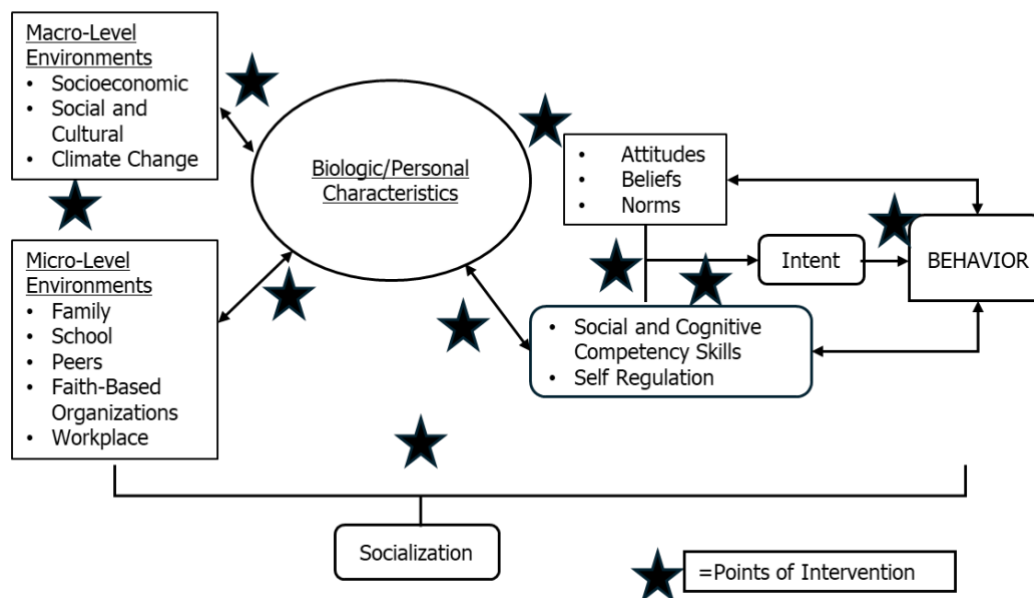 Macro-Level
Environments
• Socioeconomic
• Social and
Cultural
• Climate Change
Micro-Level
Environments
• Family
• School
• Peers
• Faith-Based
Organizations
• Workplace
Biologic/Personal
Characteristics
• Attitudes
• Beliefs
• Norms
Intent
BEHAVIOR
• Social and Cognitive
Competency Skills
• Self Regulation
Socialization
=Points of Intervention